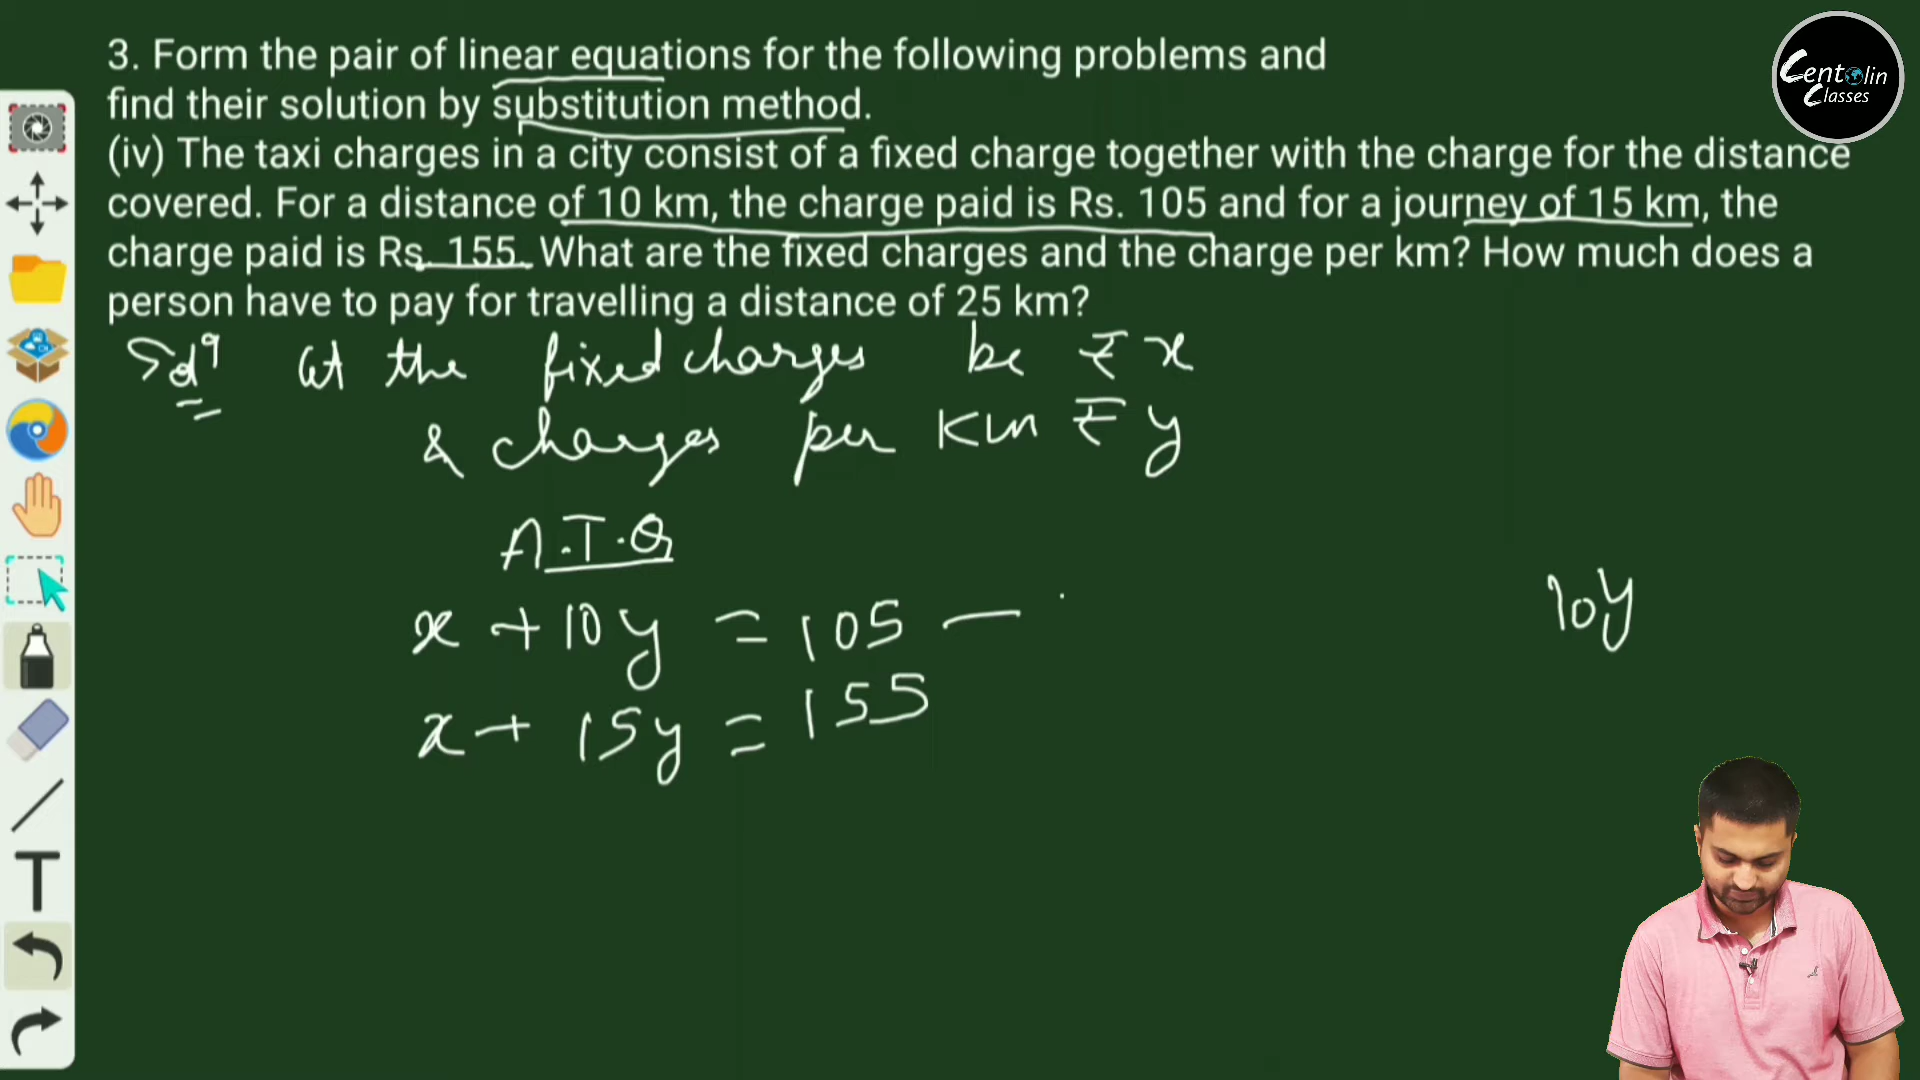 3. Form the pair of linear equations for the following problems and
find their solution by substitution method.
(iv) The taxi charges in a city consist of a fixed charge together with the charge for the distance
covered. For a distance of 10 km, the charge paid is Rs. 105 and for a journey of 15 km, the
charge paid is Rs. 155. What are the fixed charges and the charge per km? How much does a
person have to pay for travelling a distance of 25 km?
Centolin
Classes
the fixed charges be ₹ x
& charges per Km ₹ y
A.T.Q
x + 10y = 105 —
x + 15y = 155
10y
T